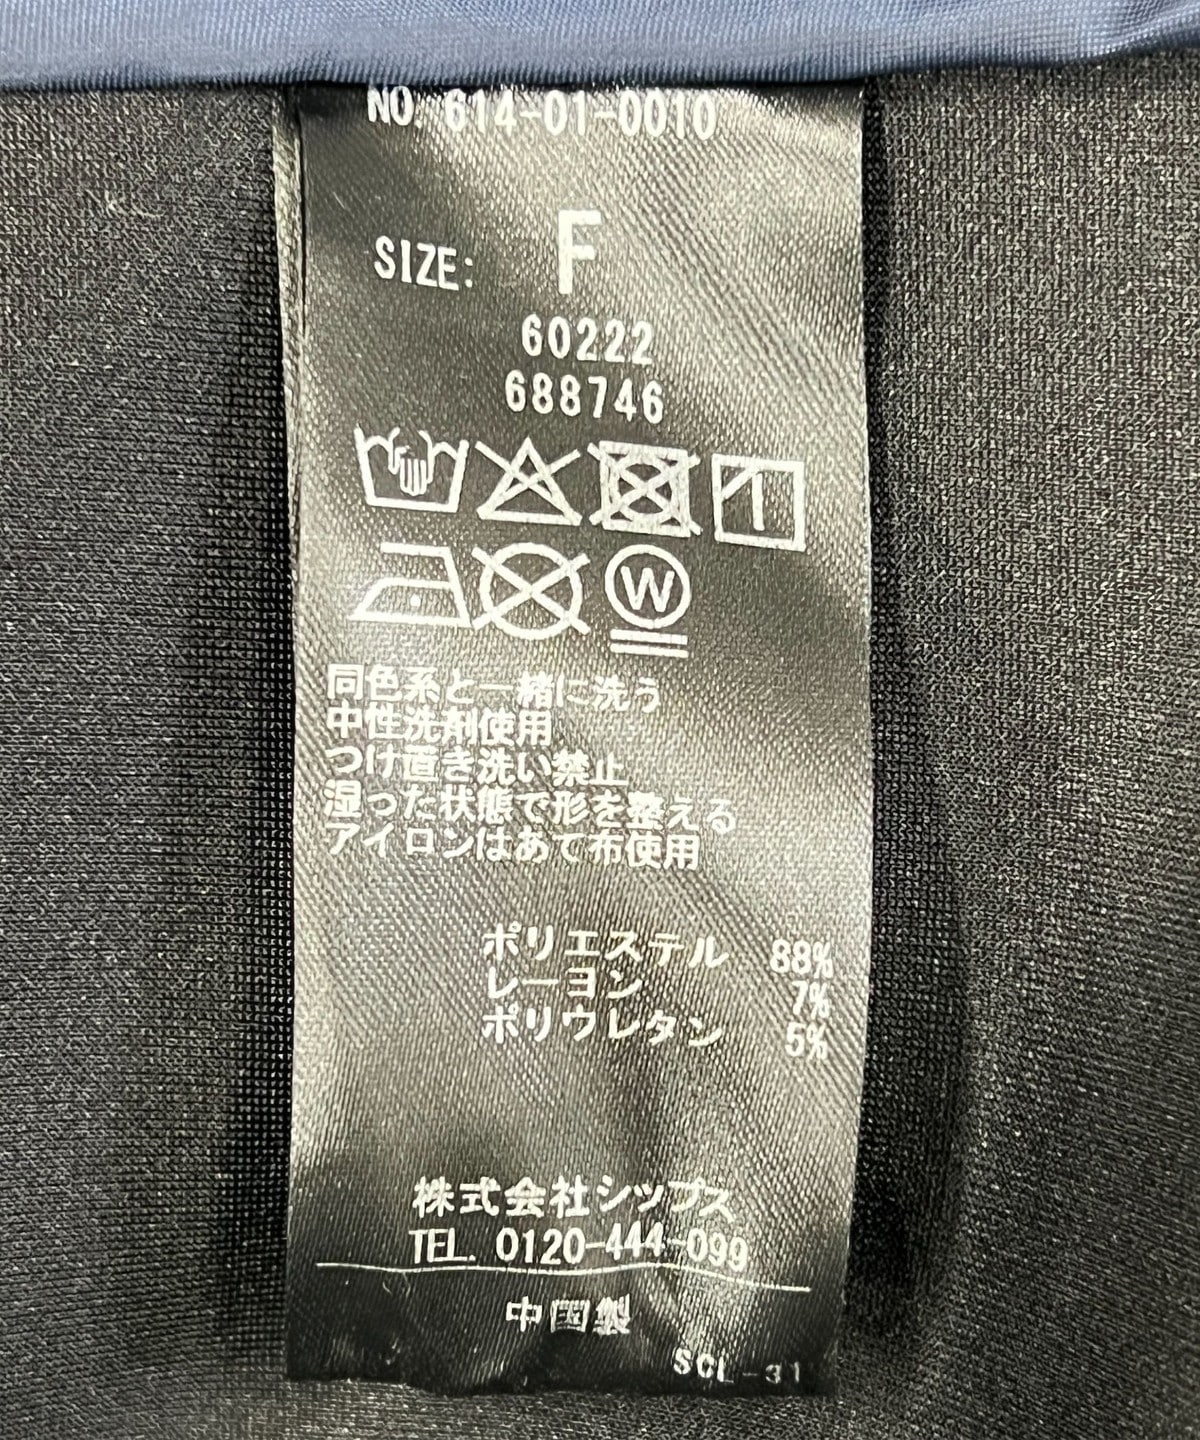 NO. 614-01-0010
SIZE: F
60222
688746
W
同色系と一緒に洗う
中性洗剤使用
つけ置き洗い禁止
湿った状態で形を整える
アイロンはあて布使用
ポリエステル 88%
レーヨン 7%
ポリウレタン 5%
株式会社シップス
TEL. 0120-444-099
中国製
SCL-31